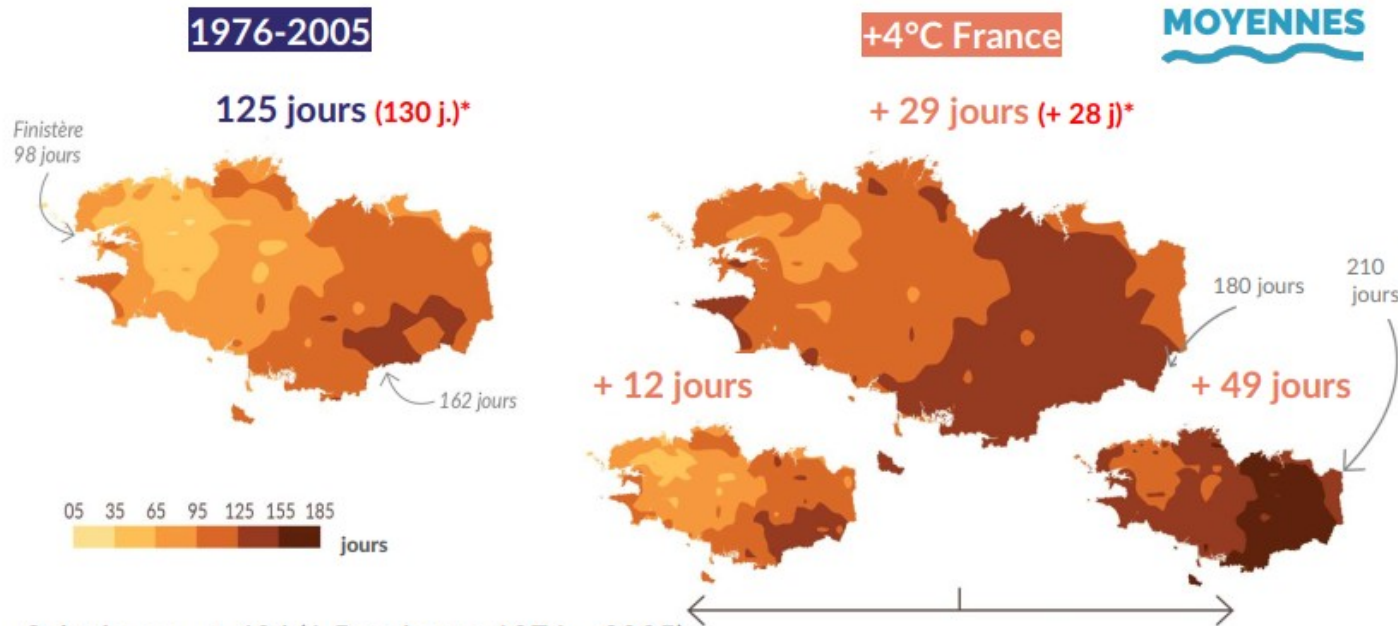 1976-2005
+4°C France
MOYENNES
125 jours (130 j.)*
+ 29 jours (+ 28 j)*
Finistère
98 jours
180 jours
210
jours
+ 12 jours
+ 49 jours
162 jours
05 35 65 95 125 155 185
jours